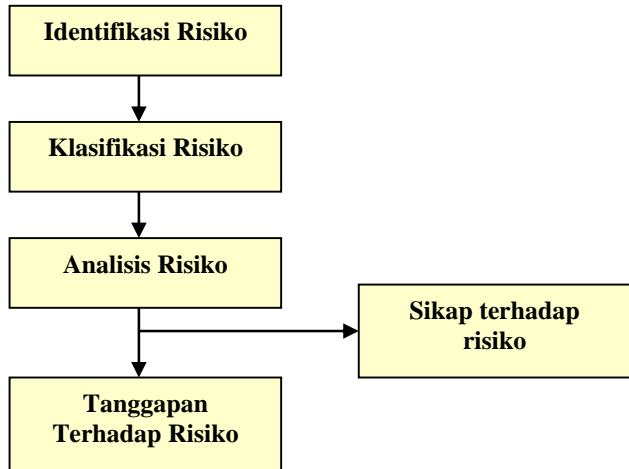 Identifikasi Risiko
Klasifikasi Risiko
Analisis Risiko
Sikap terhadap
risiko
Tanggapan
Terhadap Risiko